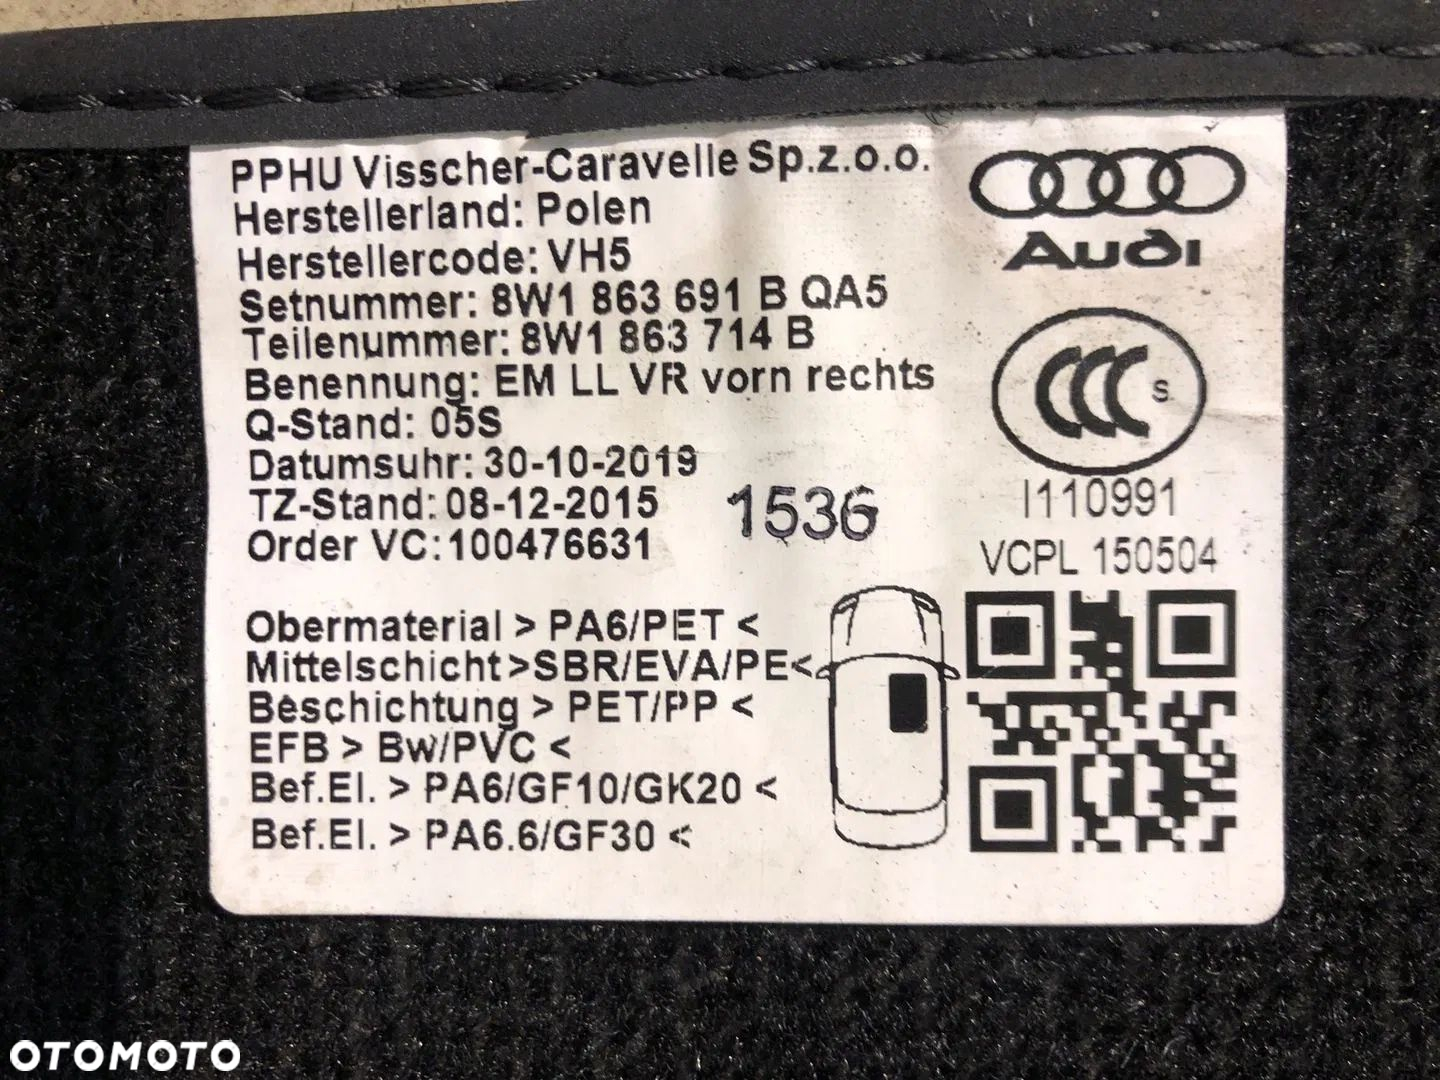 PPHU Visscher-Caravelle Sp.z.o.o.
Herstellerland: Polen
Herstellercode: VH5
Setnummer: 8W1 863 691 B QA5
Teilenummer: 8W1 863 714 B
Benennung: EM LL VR vorn rechts
Q-Stand: 05S
Datumsuhr: 30-10-2019
TZ-Stand: 08-12-2015
1536
Order VC:100476631
Obermaterial > PA6/PET <
Mittelschicht>SBR/EVA/PE<
Beschichtung > PET/PP <
EFB > Bw/PVC <
Bef.El. > PA6/GF10/GK20 <
Bef.El. > PA6.6/GF30 <
Audi
CCC S
I110991
VCPL 150504
OTOMOTO